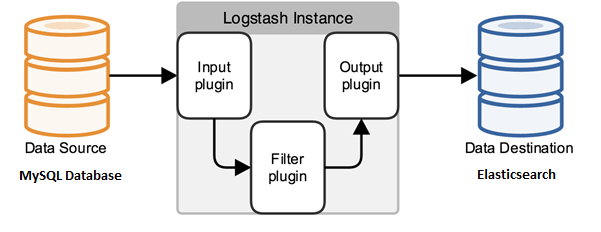 Logstash Instance
Input
plugin
Output
plugin
Filter
plugin
Data Source
MySQL Database
Data Destination
Elasticsearch